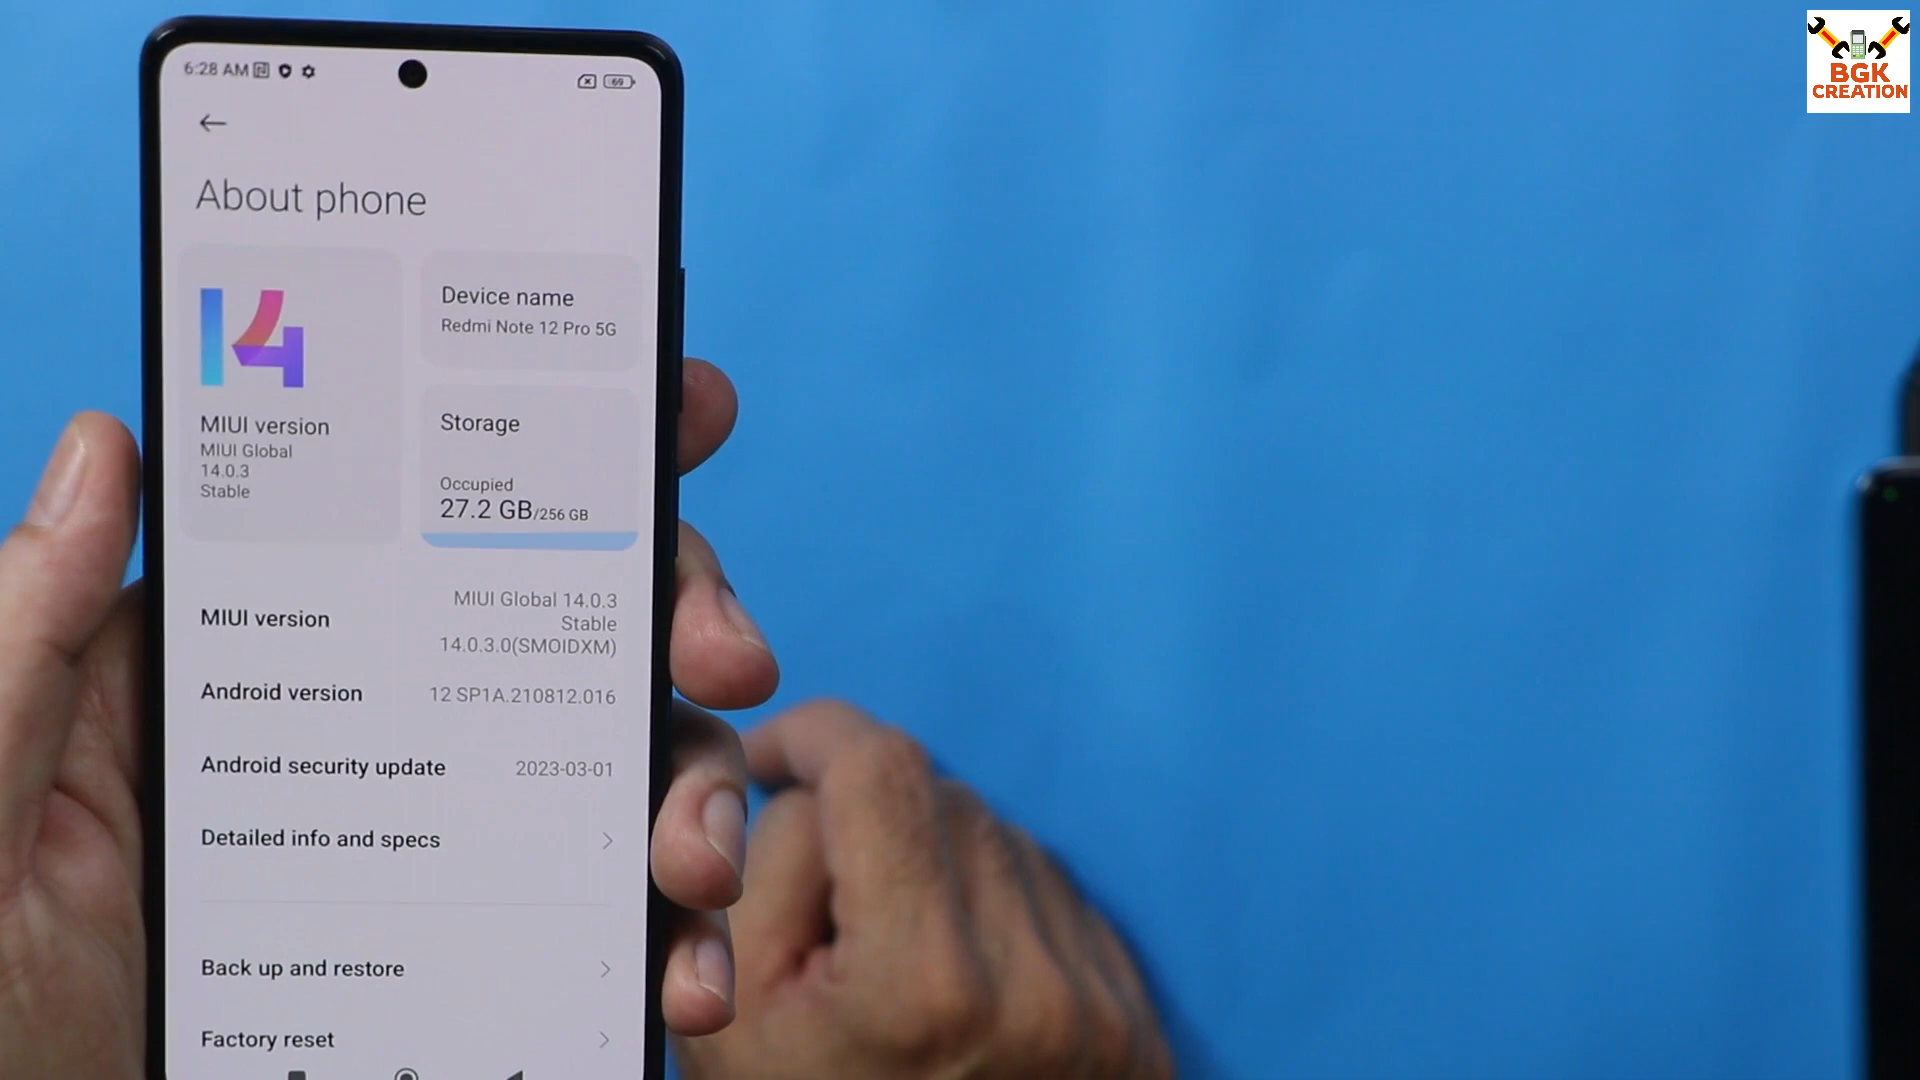 6:28 AM
69
About phone
14
MIUI version
MIUI Global
14.0.3
Stable
Device name
Redmi Note 12 Pro 5G
Storage
Occupied
27.2 GB/256 GB
MIUI version
MIUI Global 14.0.3
Stable
14.0.3.0(SMOIDXM)
Android version
12 SP1A.210812.016
Android security update
2023-03-01
Detailed info and specs
Back up and restore
Factory reset
BGK
CREATION